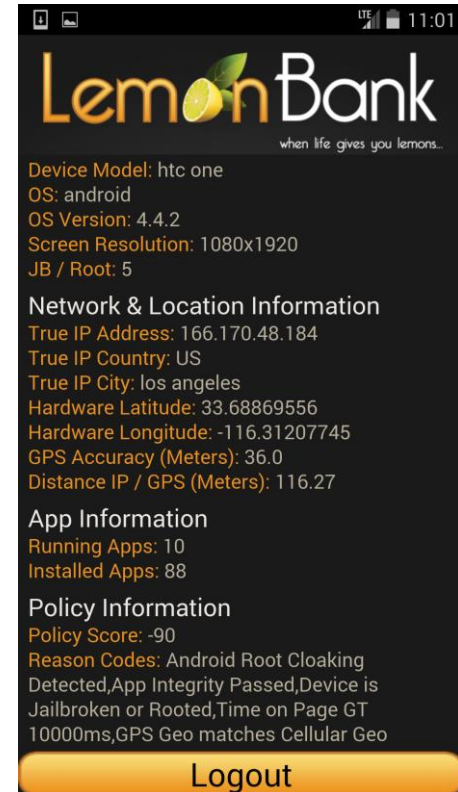 LTE 11:01
LemonBank
when life gives you lemons...
Device Model: htc one
OS: android
OS Version: 4.4.2
Screen Resolution: 1080x1920
JB / Root: 5
Network & Location Information
True IP Address: 166.170.48.184
True IP Country: US
True IP City: los angeles
Hardware Latitude: 33.68869556
Hardware Longitude: -116.31207745
GPS Accuracy (Meters): 36.0
Distance IP / GPS (Meters): 116.27
App Information
Running Apps: 10
Installed Apps: 88
Policy Information
Policy Score: -90
Reason Codes: Android Root Cloaking
Detected,App Integrity Passed,Device is
Jailbroken or Rooted,Time on Page GT
10000ms,GPS Geo matches Cellular Geo
Logout